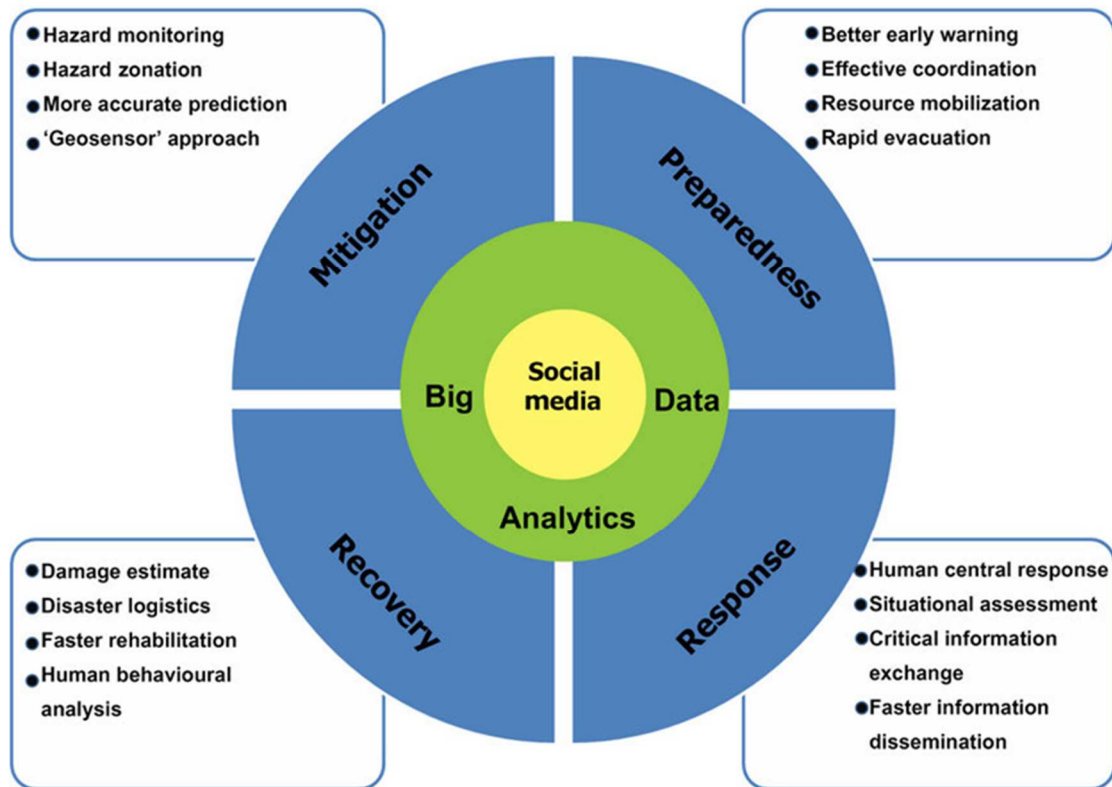 Hazard monitoring
Hazard zonation
More accurate prediction
‘Geosensor’ approach
Better early warning
Effective coordination
Resource mobilization
Rapid evacuation
Mitigation
Preparedness
Social
media
Big
Data
Analytics
Recovery
Response
Damage estimate
Disaster logistics
Faster rehabilitation
Human behavioural
analysis
Human central response
Situational assessment
Critical information
exchange
Faster information
dissemination